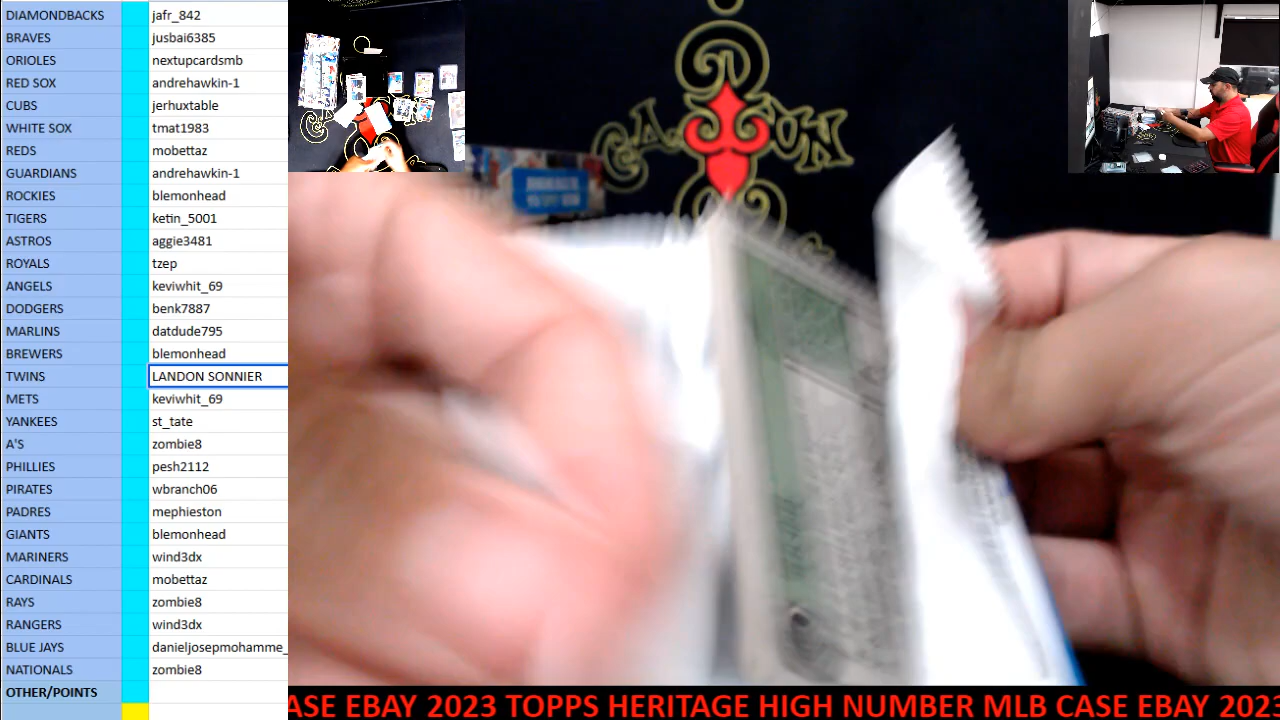 DIAMONDBACKS jafr_842
BRAVES jusbai6385
ORIOLES nextupcardsmb
RED SOX andrehawkin-1
CUBS jerhuxtable
WHITE SOX tmat1983
REDS mobettaz
GUARDIANS andrehawkin-1
ROCKIES blemonhead
TIGERS ketin_5001
ASTROS aggie3481
ROYALS tzep
ANGELS keviwhit_69
DODGERS benk7887
MARLINS datdude795
BREWERS blemonhead
TWINS LANDON SONNIER
METS keviwhit_69
YANKEES st_tate
A'S zombie8
PHILLIES pesh2112
PIRATES wbranch06
PADRES mephieston
GIANTS blemonhead
MARINERS wind3dx
CARDINALS mobettaz
RAYS zombie8
RANGERS wind3dx
BLUE JAYS danieljosepmohamme_
NATIONALS zombie8
OTHER/POINTS
ASE EBAY 2023 TOPPS HERITAGE HIGH NUMBER MLB CASE EBAY 2023